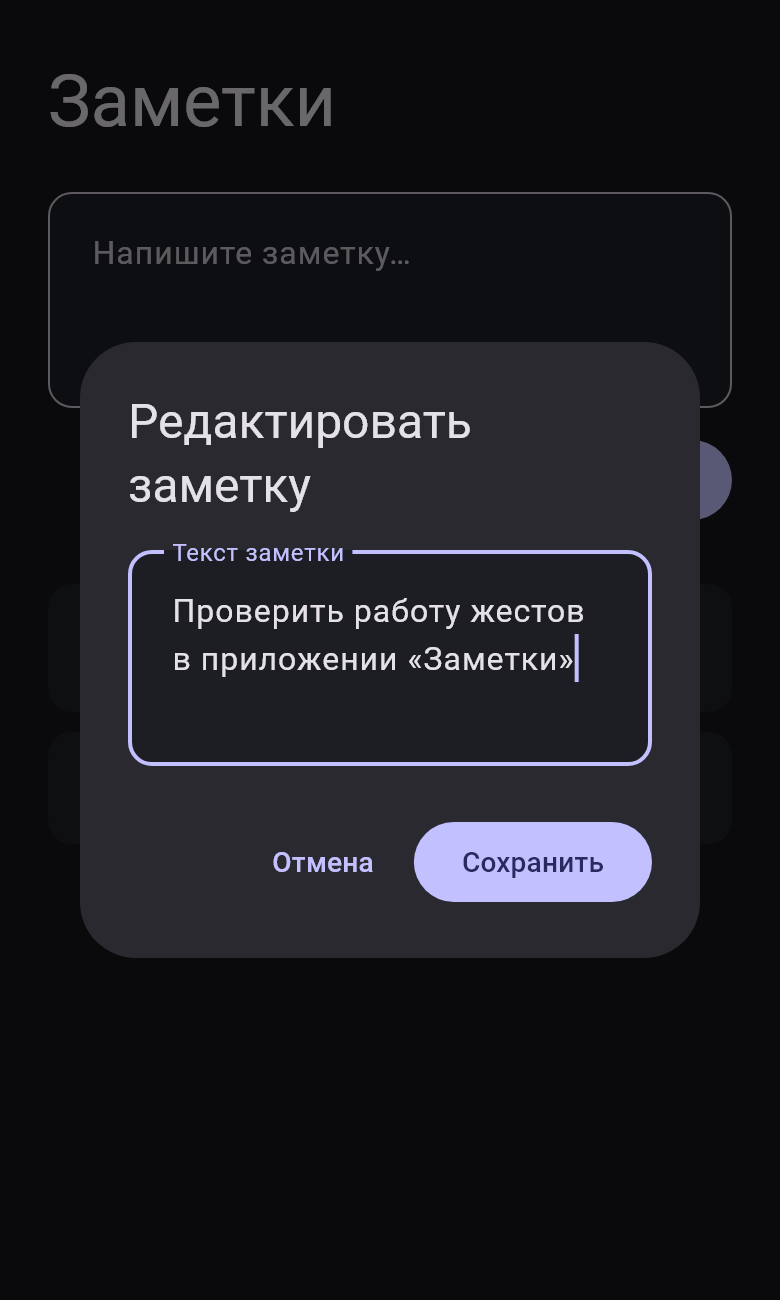 Заметки
Напишите заметку…
Редактировать
заметку
Текст заметки
Проверить работу жестов
в приложении «Заметки»
Отмена
Сохранить